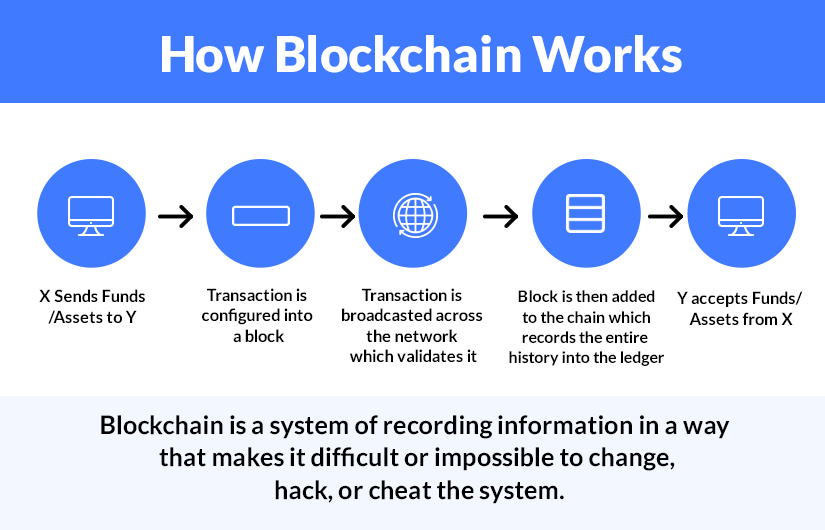 How Blockchain Works
X Sends Funds
/Assets to Y
Transaction is
configured into
a block
Transaction is
broadcasted across
the network
which validates it
Block is then added
to the chain which
records the entire
history into the ledger
Y accepts Funds/
Assets from X
Blockchain is a system of recording information in a way
that makes it difficult or impossible to change,
hack, or cheat the system.